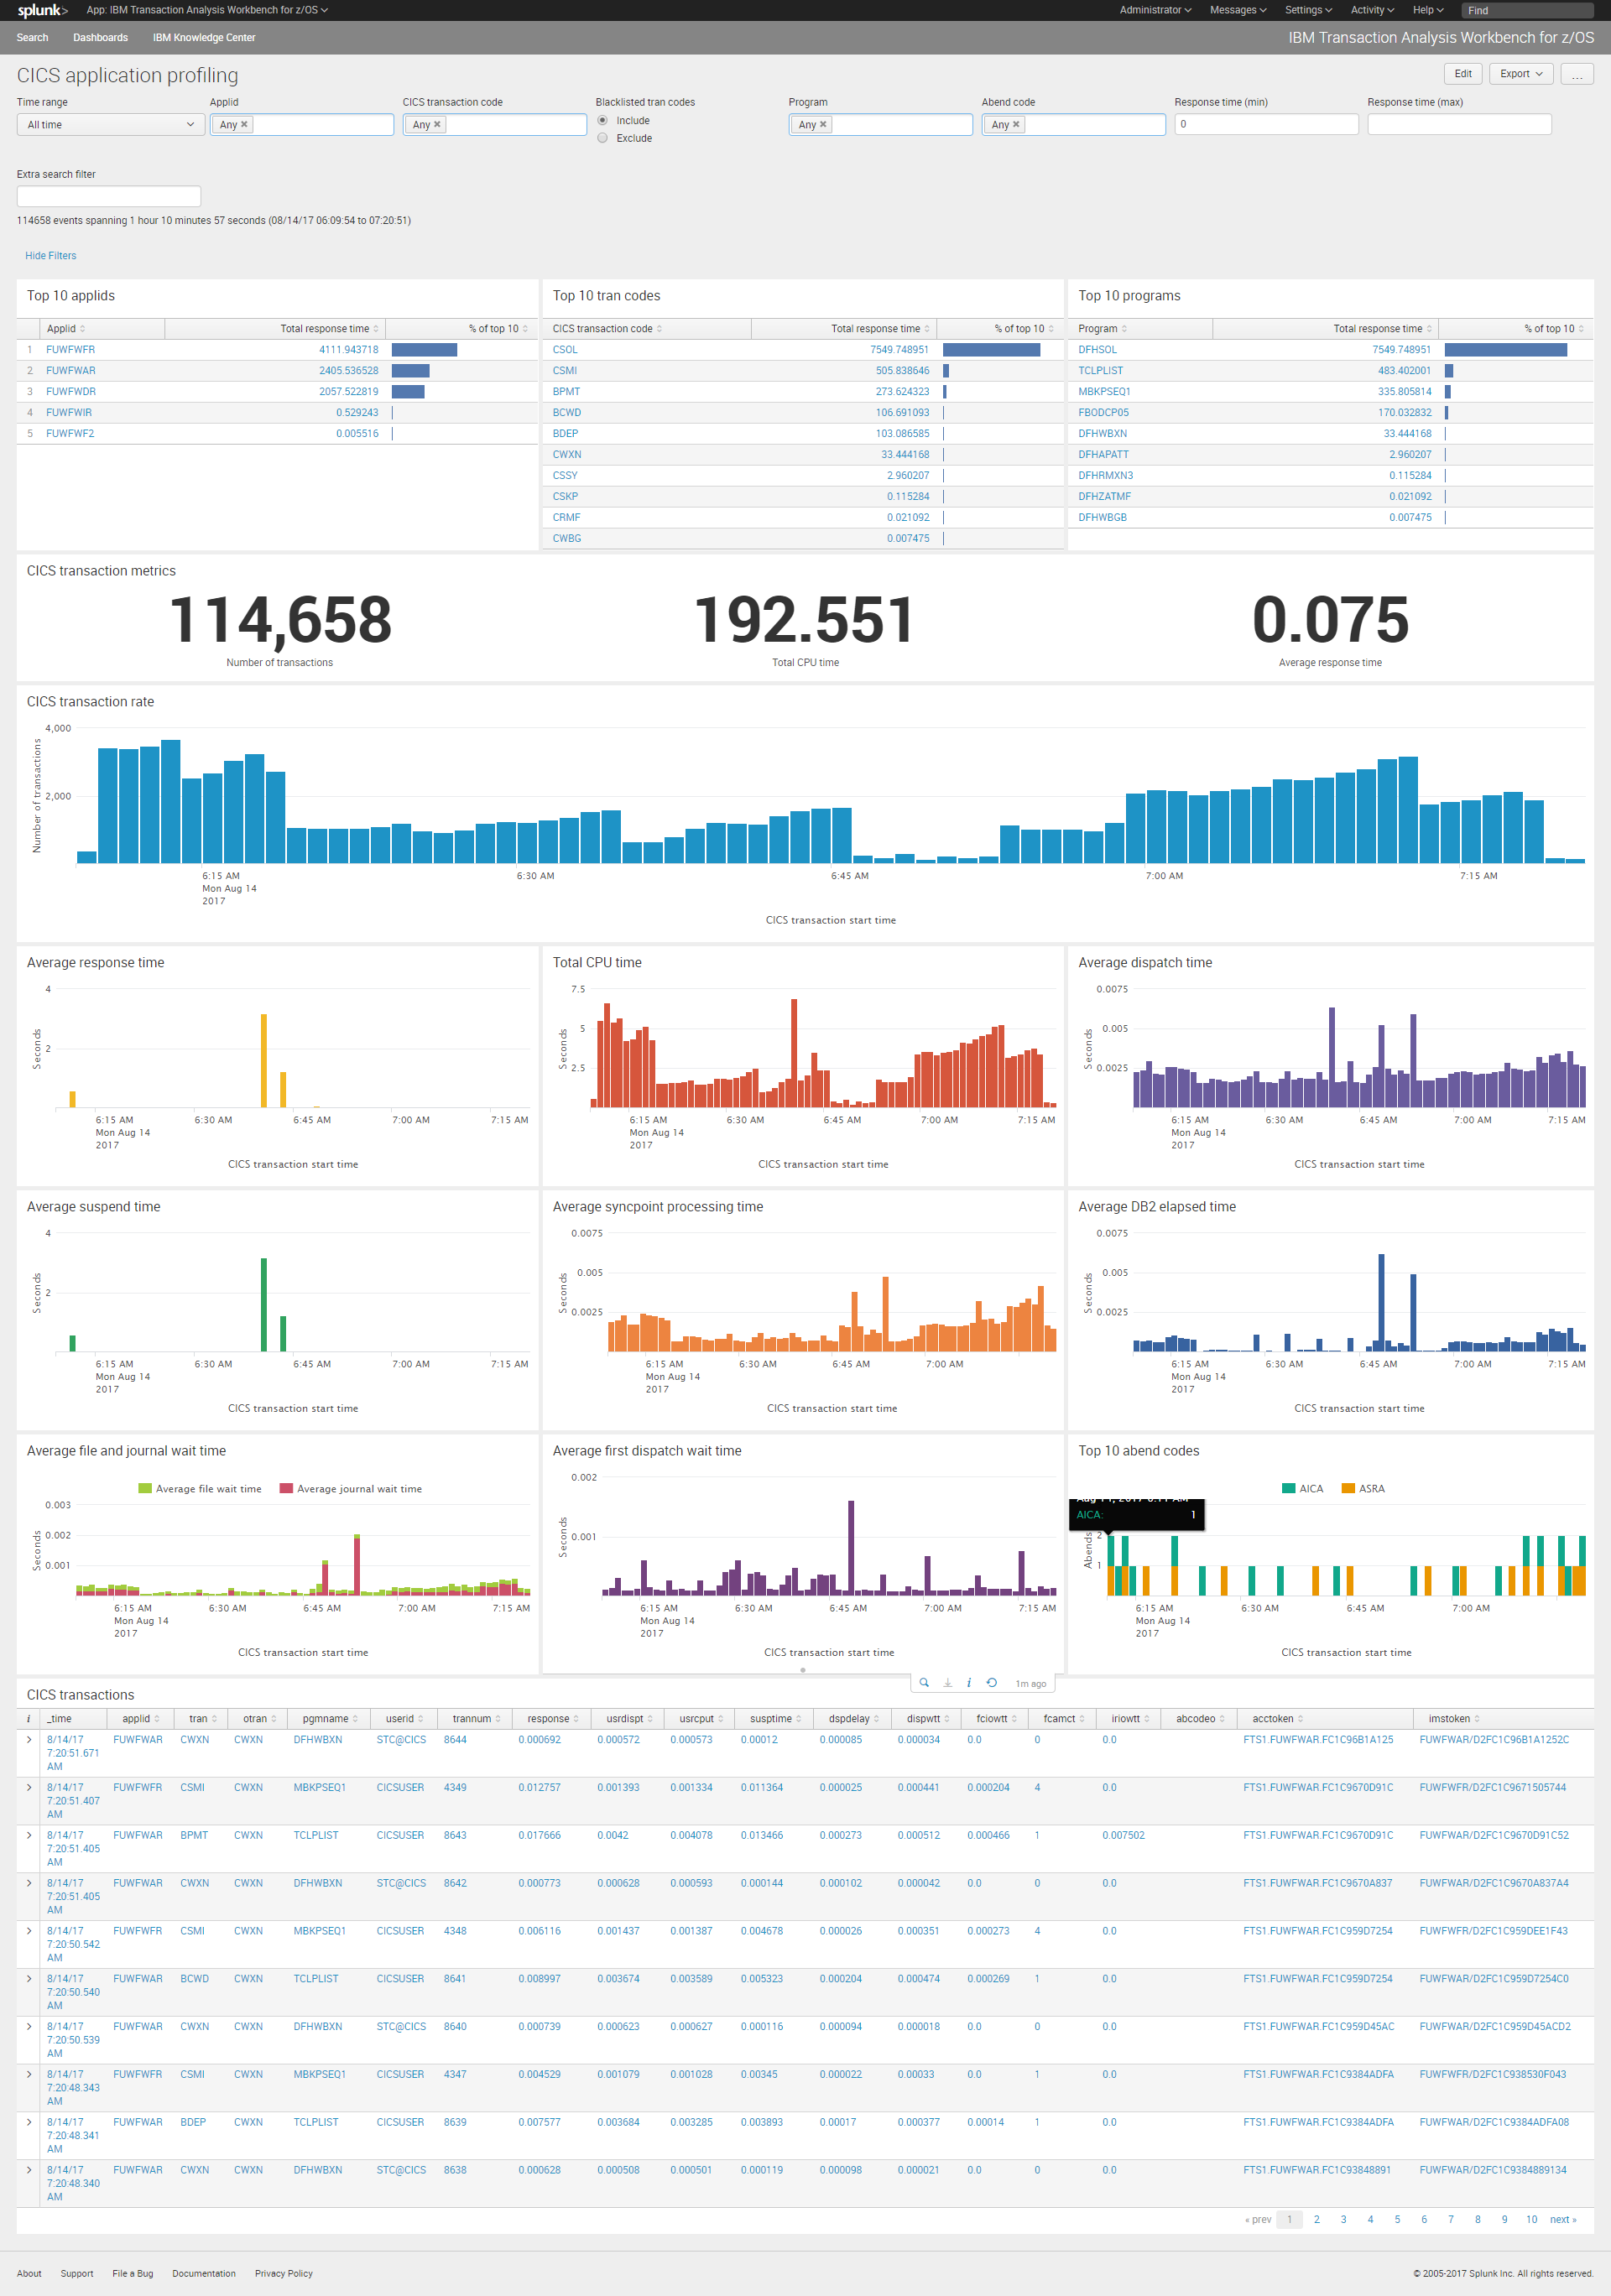 splunk> App: IBM Transaction Analysis Workbench for z/OS Administrator Messages Settings Activity Help Find
Search Dashboards IBM Knowledge Center IBM Transaction Analysis Workbench for z/OS
CICS application profiling Edit Export ...
Time range Applid CICS transaction code Blacklisted tran codes Program Abend code Response time (min) Response time (max)
All time Any Any Include Any Any 0
Exclude
Extra search filter
114658 events spanning 1 hour 10 minutes 57 seconds (08/14/17 06:09:54 to 07:20:51)
Hide Filters
Top 10 applids
Applid Total response time % of top 10
1 FUWFWFR 4111.943718
2 FUWFWAR 2405.536528
3 FUWFWDR 2057.522819
4 FUWFWIR 0.529243
5 FUWFWF2 0.005516
Top 10 tran codes
CICS transaction code Total response time % of top 10
CSOL 7549.748951
CSMI 505.838646
BPMT 273.624323
BCWD 106.691093
BDEP 103.086585
CWXN 33.444168
CSSY 2.960207
CSKP 0.115284
CRMF 0.021092
CWBG 0.007475
Top 10 programs
Program Total response time % of top 10
DFHSOL 7549.748951
TCLPLIST 483.402001
MBKPSEQ1 335.805814
FBODCP05 170.032832
DFHWBXN 33.444168
DFHAPATT 2.960207
DFHRMXN3 0.115284
DFHZATMF 0.021092
DFHWBGB 0.007475
CICS transaction metrics
114,658 192.551 0.075
Number of transactions Total CPU time Average response time
CICS transaction rate
Number of transactions
4,000
2,000
6:15 AM 6:30 AM 6:45 AM 7:00 AM 7:15 AM
Mon Aug 14
2017
CICS transaction start time
Average response time
Seconds
4
2
6:15 AM 6:30 AM 6:45 AM 7:00 AM 7:15 AM
Mon Aug 14
2017
CICS transaction start time
Total CPU time
Seconds
7.5
5
2.5
6:15 AM 6:30 AM 6:45 AM 7:00 AM 7:15 AM
Mon Aug 14
2017
CICS transaction start time
Average dispatch time
Seconds
0.0075
0.005
0.0025
6:15 AM 6:30 AM 6:45 AM 7:00 AM 7:15 AM
Mon Aug 14
2017
CICS transaction start time
Average suspend time
Seconds
4
2
6:15 AM 6:30 AM 6:45 AM 7:00 AM 7:15 AM
Mon Aug 14
2017
CICS transaction start time
Average syncpoint processing time
Seconds
0.0075
0.005
0.0025
6:15 AM 6:30 AM 6:45 AM 7:00 AM
Mon Aug 14
2017
CICS transaction start time
Average DB2 elapsed time
Seconds
0.0075
0.005
0.0025
6:15 AM 6:30 AM 6:45 AM 7:00 AM 7:15 AM
Mon Aug 14
2017
CICS transaction start time
Average file and journal wait time
Average file wait time Average journal wait time
Seconds
0.003
0.002
0.001
6:15 AM 6:30 AM 6:45 AM 7:00 AM 7:15 AM
Mon Aug 14
2017
CICS transaction start time
Average first dispatch wait time
Seconds
0.002
0.001
6:15 AM 6:30 AM 6:45 AM 7:00 AM 7:15 AM
Mon Aug 14
2017
CICS transaction start time
1m ago
Top 10 abend codes
AICA ASRA
AICA: 1
Abends
2
1
6:15 AM 6:30 AM 6:45 AM 7:00 AM
Mon Aug 14
2017
CICS transaction start time
CICS transactions
i _time applid tran otran pgmname userid trannum response usrdispt usrcput susptime dspdelay dispwtt fciowtt fcamct iriowtt abcodeo acctoken imstoken
8/14/17 FUWFWAR CWXN CWXN DFHWBXN STC@CICS 8644 0.000692 0.000572 0.000573 0.00012 0.000085 0.000034 0.0 0 0.0 FTS1.FUWFWAR.FC1C96B1A125 FUWFWAR/D2FC1C96B1A1252C
7:20:51.671
AM
8/14/17 FUWFWFR CSMI CWXN MBKPSEQ1 CICSUSER 4349 0.012757 0.001393 0.001334 0.011364 0.000025 0.000441 0.000204 4 0.0 FTS1.FUWFWAR.FC1C9670D91C FUWFWFR/D2FC1C9671505744
7:20:51.407
AM
8/14/17 FUWFWAR BPMT CWXN TCLPLIST CICSUSER 8643 0.017666 0.0042 0.004078 0.013466 0.000273 0.000512 0.000466 1 0.007502 FTS1.FUWFWAR.FC1C9670D91C FUWFWAR/D2FC1C9670D91C52
7:20:51.405
AM
8/14/17 FUWFWAR CWXN CWXN DFHWBXN STC@CICS 8642 0.000773 0.000628 0.000593 0.000144 0.000102 0.000042 0.0 0 0.0 FTS1.FUWFWAR.FC1C9670A837 FUWFWAR/D2FC1C9670A837A4
7:20:51.405
AM
8/14/17 FUWFWFR CSMI CWXN MBKPSEQ1 CICSUSER 4348 0.006116 0.001437 0.001387 0.004678 0.000026 0.000351 0.000273 4 0.0 FTS1.FUWFWAR.FC1C959D7254 FUWFWFR/D2FC1C959DEE1F43
7:20:50.542
AM
8/14/17 FUWFWAR BCWD CWXN TCLPLIST CICSUSER 8641 0.008997 0.003674 0.003589 0.005323 0.000204 0.000474 0.000269 1 0.0 FTS1.FUWFWAR.FC1C959D7254 FUWFWAR/D2FC1C959D7254C0
7:20:50.540
AM
8/14/17 FUWFWAR CWXN CWXN DFHWBXN STC@CICS 8640 0.000739 0.000623 0.000627 0.000116 0.000094 0.000018 0.0 0 0.0 FTS1.FUWFWAR.FC1C959D45AC FUWFWAR/D2FC1C959D45ACD2
7:20:50.539
AM
8/14/17 FUWFWFR CSMI CWXN MBKPSEQ1 CICSUSER 4347 0.004529 0.001079 0.001028 0.00345 0.000022 0.00033 0.0 1 0.0 FTS1.FUWFWAR.FC1C9384ADFA FUWFWFR/D2FC1C938530F043
7:20:48.343
AM
8/14/17 FUWFWAR BDEP CWXN TCLPLIST CICSUSER 8639 0.007577 0.003684 0.003285 0.003893 0.00017 0.000377 0.00014 1 0.0 FTS1.FUWFWAR.FC1C9384ADFA FUWFWAR/D2FC1C9384ADFA08
7:20:48.341
AM
8/14/17 FUWFWAR CWXN CWXN DFHWBXN STC@CICS 8638 0.000628 0.000508 0.000501 0.000119 0.000098 0.000021 0.0 0 0.0 FTS1.FUWFWAR.FC1C93848891 FUWFWAR/D2FC1C9384889134
7:20:48.340
AM
« prev 1 2 3 4 5 6 7 8 9 10 next »
About Support File a Bug Documentation Privacy Policy © 2005-2017 Splunk Inc. All rights reserved.